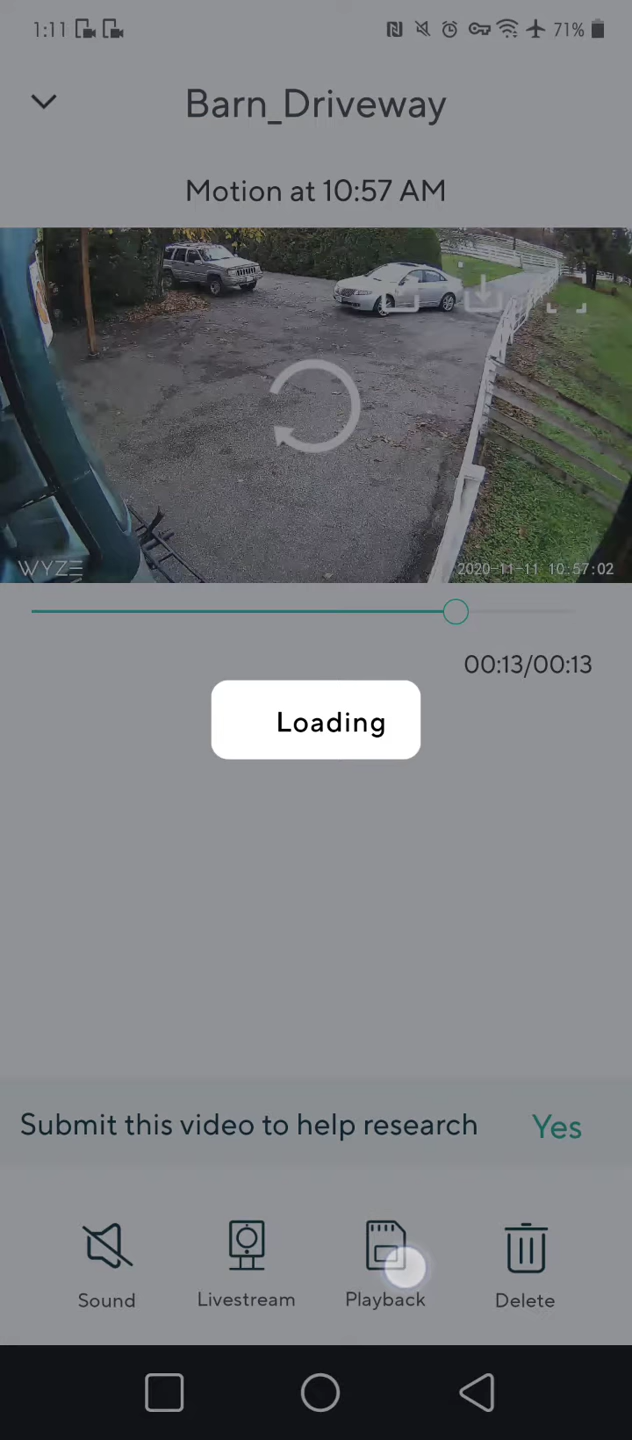 1:11 71%
Barn_Driveway
Motion at 10:57 AM
WYZE 2020-11-11 10:57:02
00:13/00:13
Loading
Submit this video to help research Yes
Sound Livestream Playback Delete